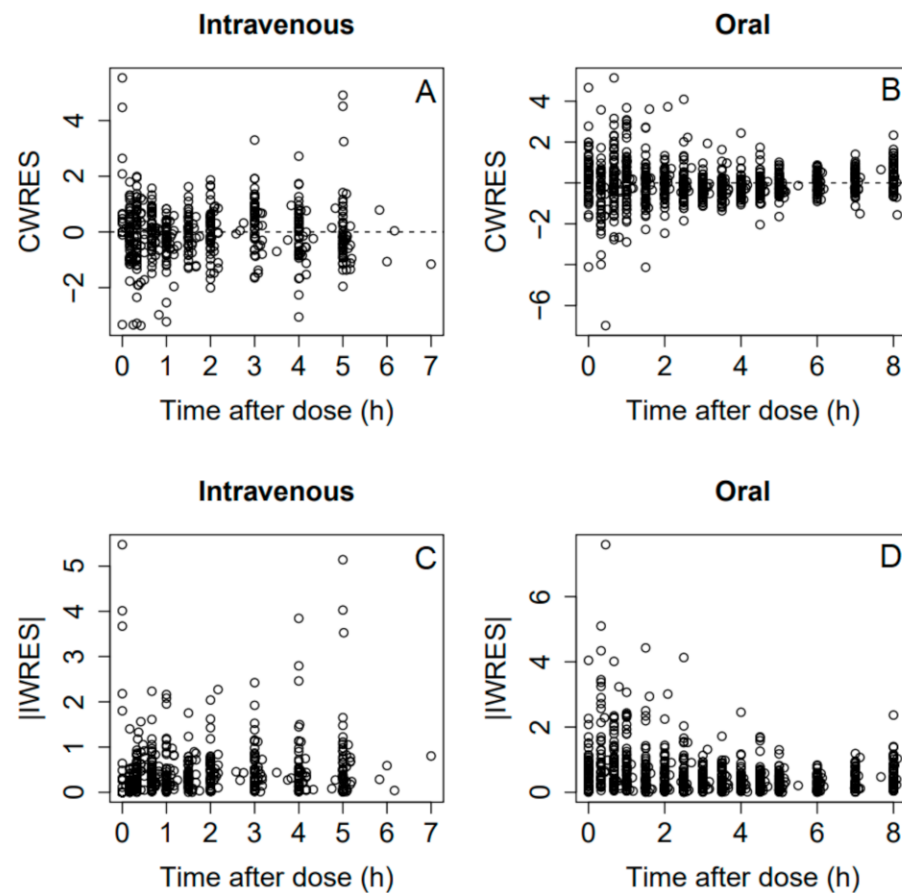 Intravenous
A
CWRES
4
2
0
−2
0 1 2 3 4 5 6 7
Time after dose (h)
Oral
B
CWRES
4
2
−2
−6
0 2 4 6 8
Time after dose (h)
Intravenous
C
|IWRES|
5
4
3
2
1
0
0 1 2 3 4 5 6 7
Time after dose (h)
Oral
D
|IWRES|
6
4
2
0
0 2 4 6 8
Time after dose (h)